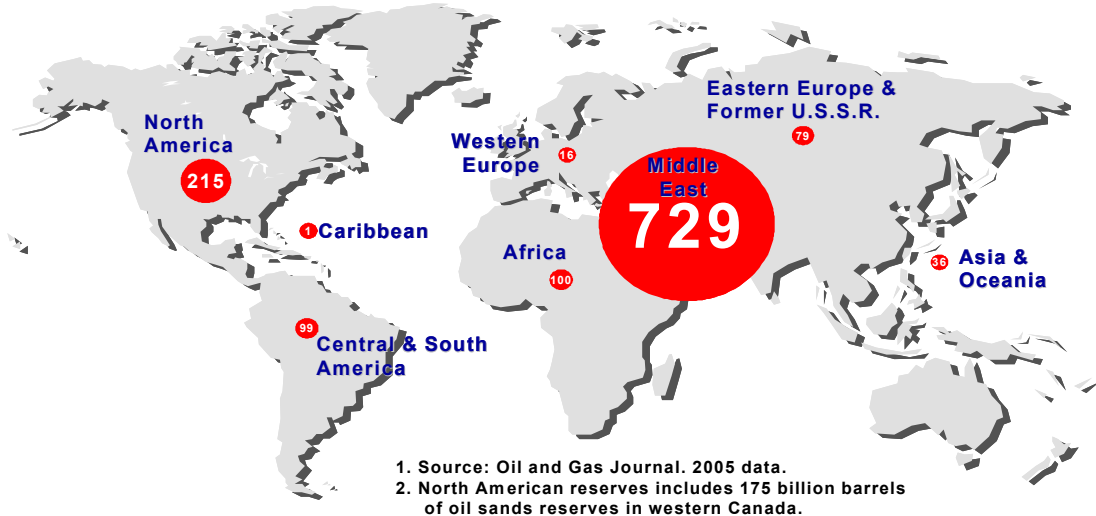 Eastern Europe &
Former U.S.S.R.
79
North
America
215
Western
Europe
16
Middle
East
729
1
Caribbean
Africa
100
36
Asia &
Oceania
99
Central & South
America
1. Source: Oil and Gas Journal. 2005 data.
2. North American reserves includes 175 billion barrels
of oil sands reserves in western Canada.